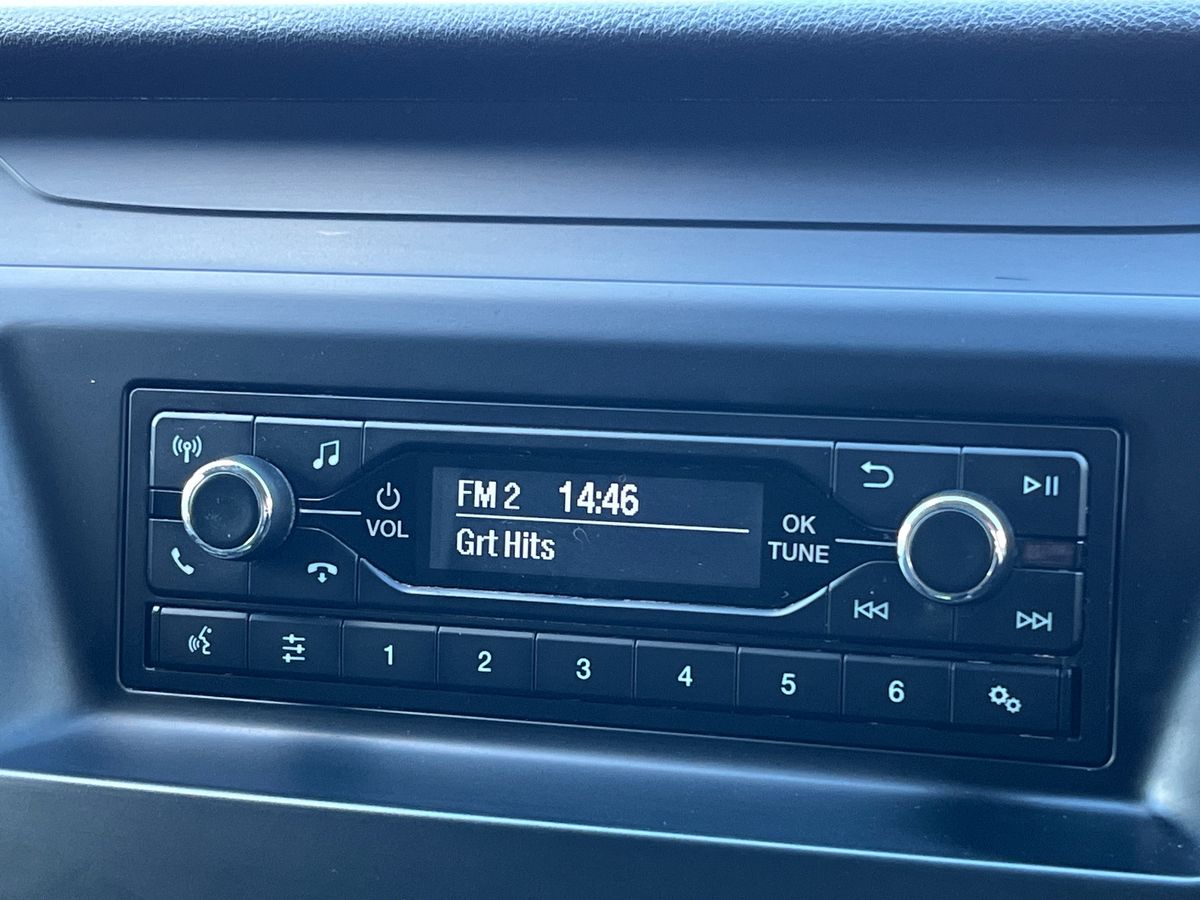 FM 2 14:46
Grt Hits
VOL
OK
TUNE
1 2 3 4 5 6